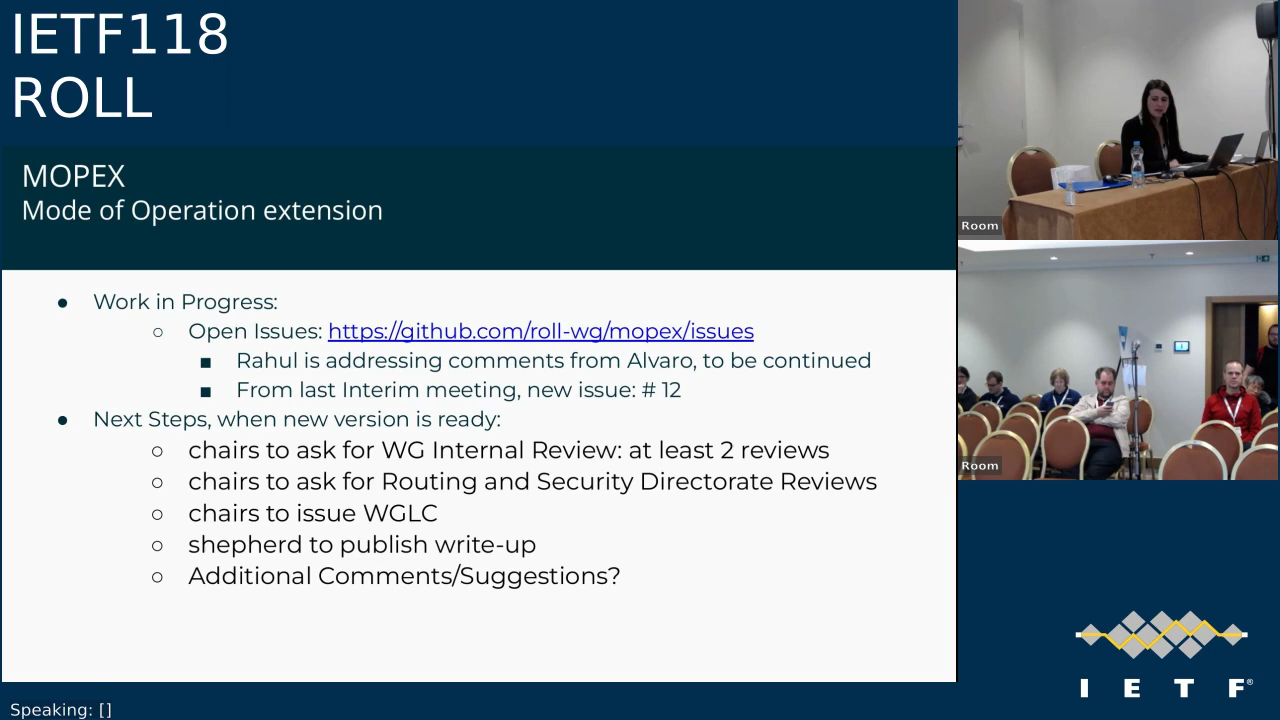 IETF118
ROLL
MOPEX
Mode of Operation extension
● Work in Progress:
○ Open Issues: https://github.com/roll-wg/mopex/issues
■ Rahul is addressing comments from Alvaro, to be continued
■ From last Interim meeting, new issue: # 12
● Next Steps, when new version is ready:
○ chairs to ask for WG Internal Review: at least 2 reviews
○ chairs to ask for Routing and Security Directorate Reviews
○ chairs to issue WGLC
○ shepherd to publish write-up
○ Additional Comments/Suggestions?
Room
Room
I E T F®
Speaking: []